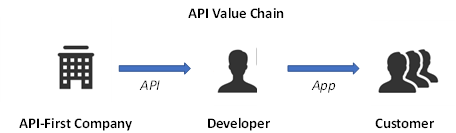 API Value Chain
API
App
API-First Company
Developer
Customer